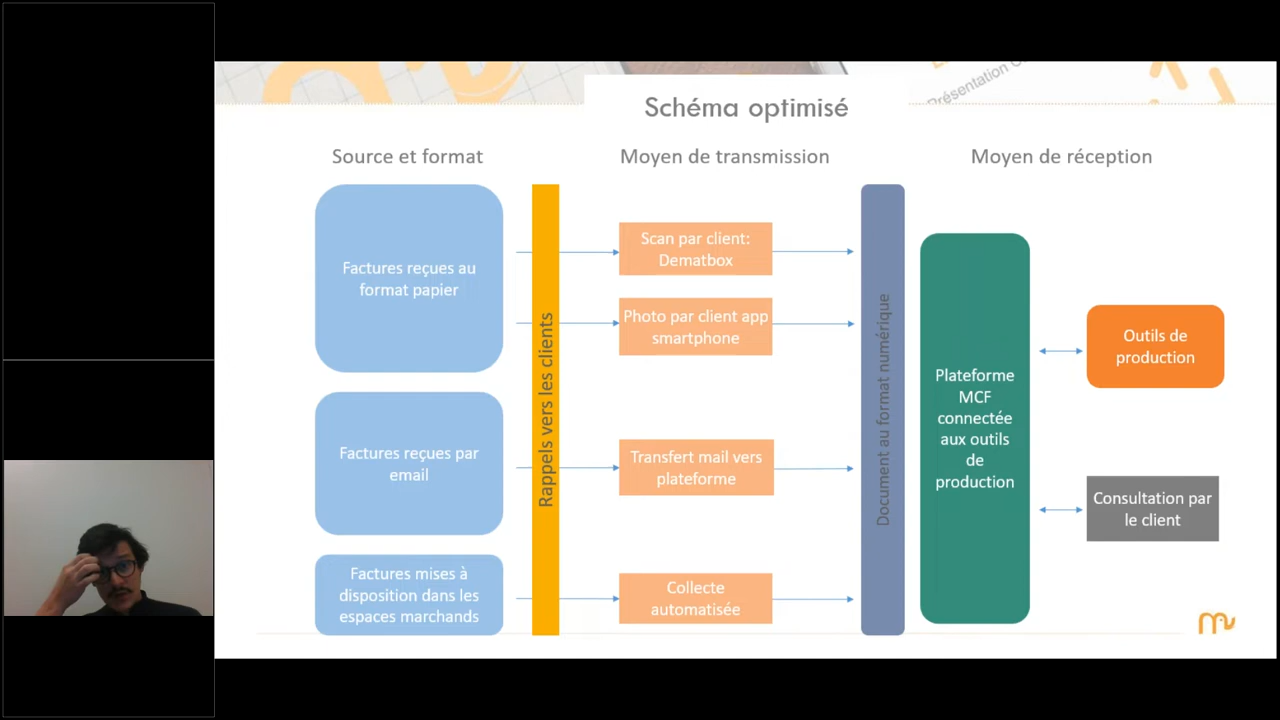 Présentation
Schéma optimisé
Source et format
Moyen de transmission
Moyen de réception
Factures reçues au
format papier
Factures reçues par
email
Factures mises à
disposition dans les
espaces marchands
Rappels vers les clients
Scan par client:
Dematbox
Photo par client app
smartphone
Transfert mail vers
plateforme
Collecte
automatisée
Document au format numérique
Plateforme
MCF
connectée
aux outils
de
production
Outils de
production
Consultation par
le client